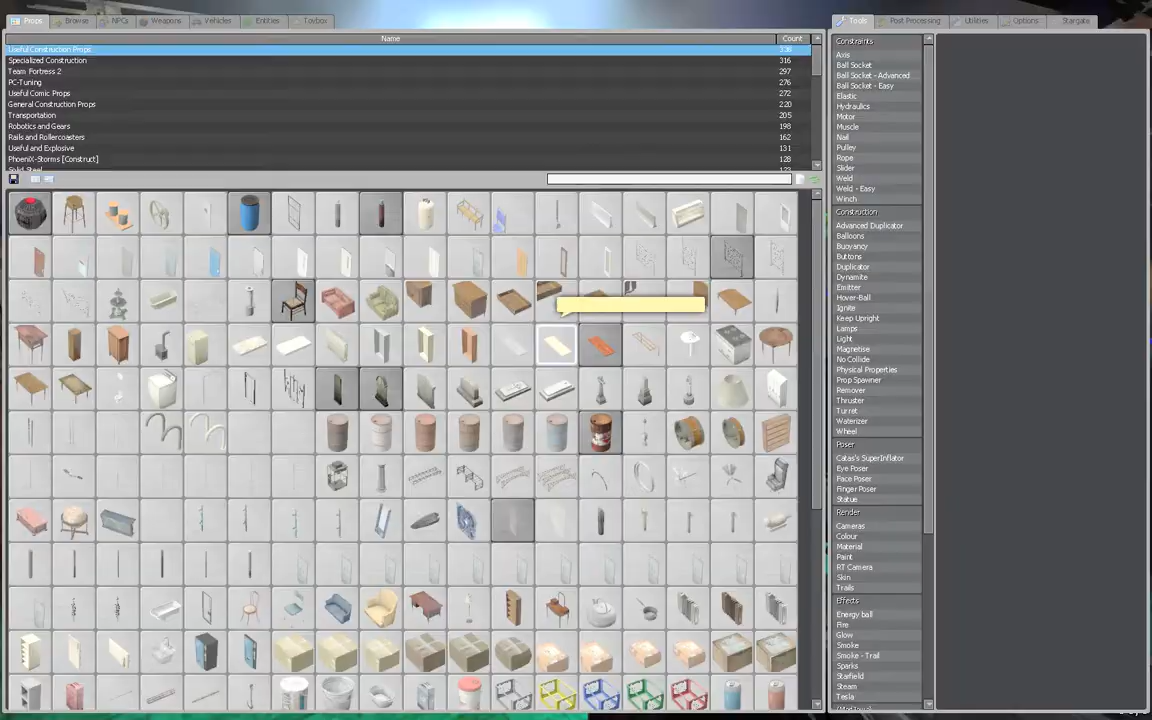 Props
Browse
NPCs
Weapons
Vehicles
Entities
Toybox
Tools
Post Processing
Utilities
Options
Stargate
Name
Count
Useful Construction Props
338
Specialized Construction
316
Team Fortress 2
297
PC-Tuning
276
Useful Comic Props
272
General Construction Props
220
Transportation
205
Robotics and Gears
198
Rails and Rollercoasters
162
Useful and Explosive
131
PhoeniX-Storms [Construct]
128
Solid Steel
123
Constraints
Axis
Ball Socket
Ball Socket - Advanced
Ball Socket - Easy
Elastic
Hydraulics
Motor
Muscle
Nail
Pulley
Rope
Slider
Weld
Weld - Easy
Winch
Construction
Advanced Duplicator
Balloons
Buoyancy
Buttons
Duplicator
Dynamite
Emitter
Hover-Ball
Ignite
Keep Upright
Lamps
Light
Magnetise
No Collide
Physical Properties
Prop Spawner
Remover
Thruster
Turret
Waterizer
Wheel
Poser
Catas's SuperInflator
Eye Poser
Face Poser
Finger Poser
Statue
Render
Cameras
Colour
Material
Paint
RT Camera
Skin
Trails
Effects
Energy ball
Fire
Glow
Smoke
Smoke - Trail
Sparks
Starfield
Steam
Tesla